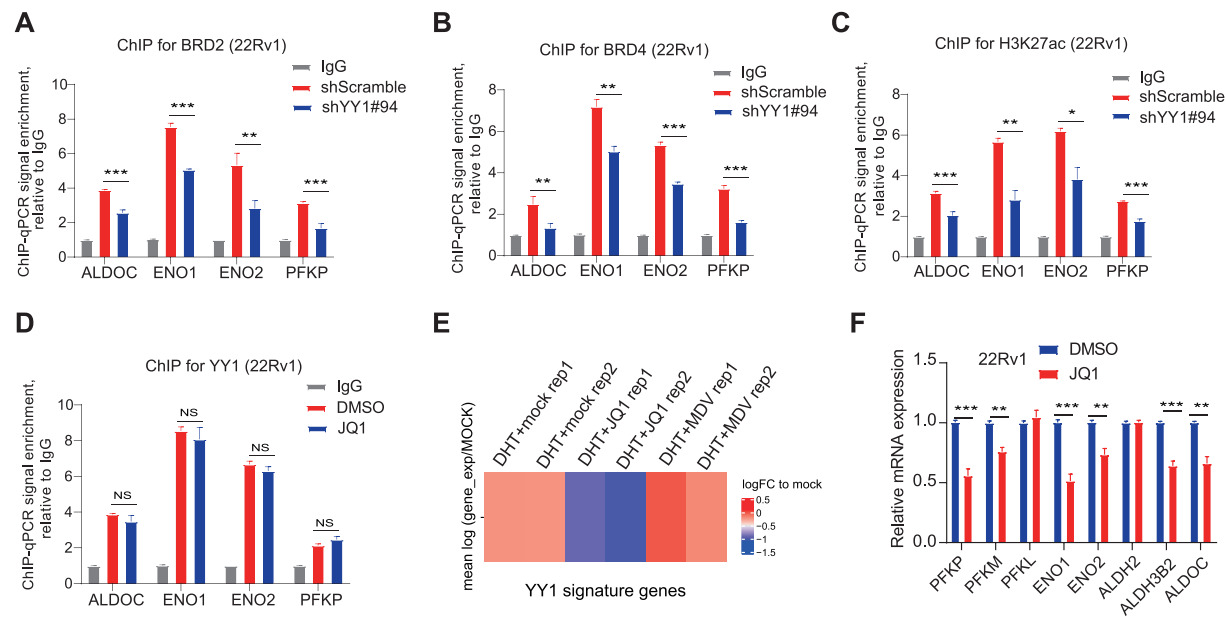 A
ChIP for BRD2 (22Rv1)
IgG
shScramble
shYY1#94
ChIP-qPCR signal enrichment,
relative to IgG
10
8
6
4
2
0
***
***
**
***
ALDOC
ENO1
ENO2
PFKP
B
ChIP for BRD4 (22Rv1)
IgG
shScramble
shYY1#94
ChIP-qPCR signal enrichment,
relative to IgG
8
6
4
2
0
**
**
***
***
ALDOC
ENO1
ENO2
PFKP
C
ChIP for H3K27ac (22Rv1)
IgG
shScramble
shYY1#94
ChIP-qPCR signal enrichment,
relative to IgG
8
6
4
2
0
***
**
*
***
ALDOC
ENO1
ENO2
PFKP
D
ChIP for YY1 (22Rv1)
IgG
DMSO
JQ1
ChIP-qPCR signal enrichment,
relative to IgG
10
8
6
4
2
0
NS
NS
NS
NS
ALDOC
ENO1
ENO2
PFKP
E
DHT+mock rep1
DHT+mock rep2
DHT+JQ1 rep1
DHT+JQ1 rep2
DHT+MDV rep1
DHT+MDV rep2
mean log (gene_exp/MOCK)
logFC to mock
0.5
0
−0.5
−1
−1.5
YY1 signature genes
F
22Rv1
DMSO
JQ1
Relative mRNA expression
1.5
1.0
0.5
0.0
***
**
***
**
***
**
PFKP
PFKM
PFKL
ENO1
ENO2
ALDH2
ALDH3B2
ALDOC